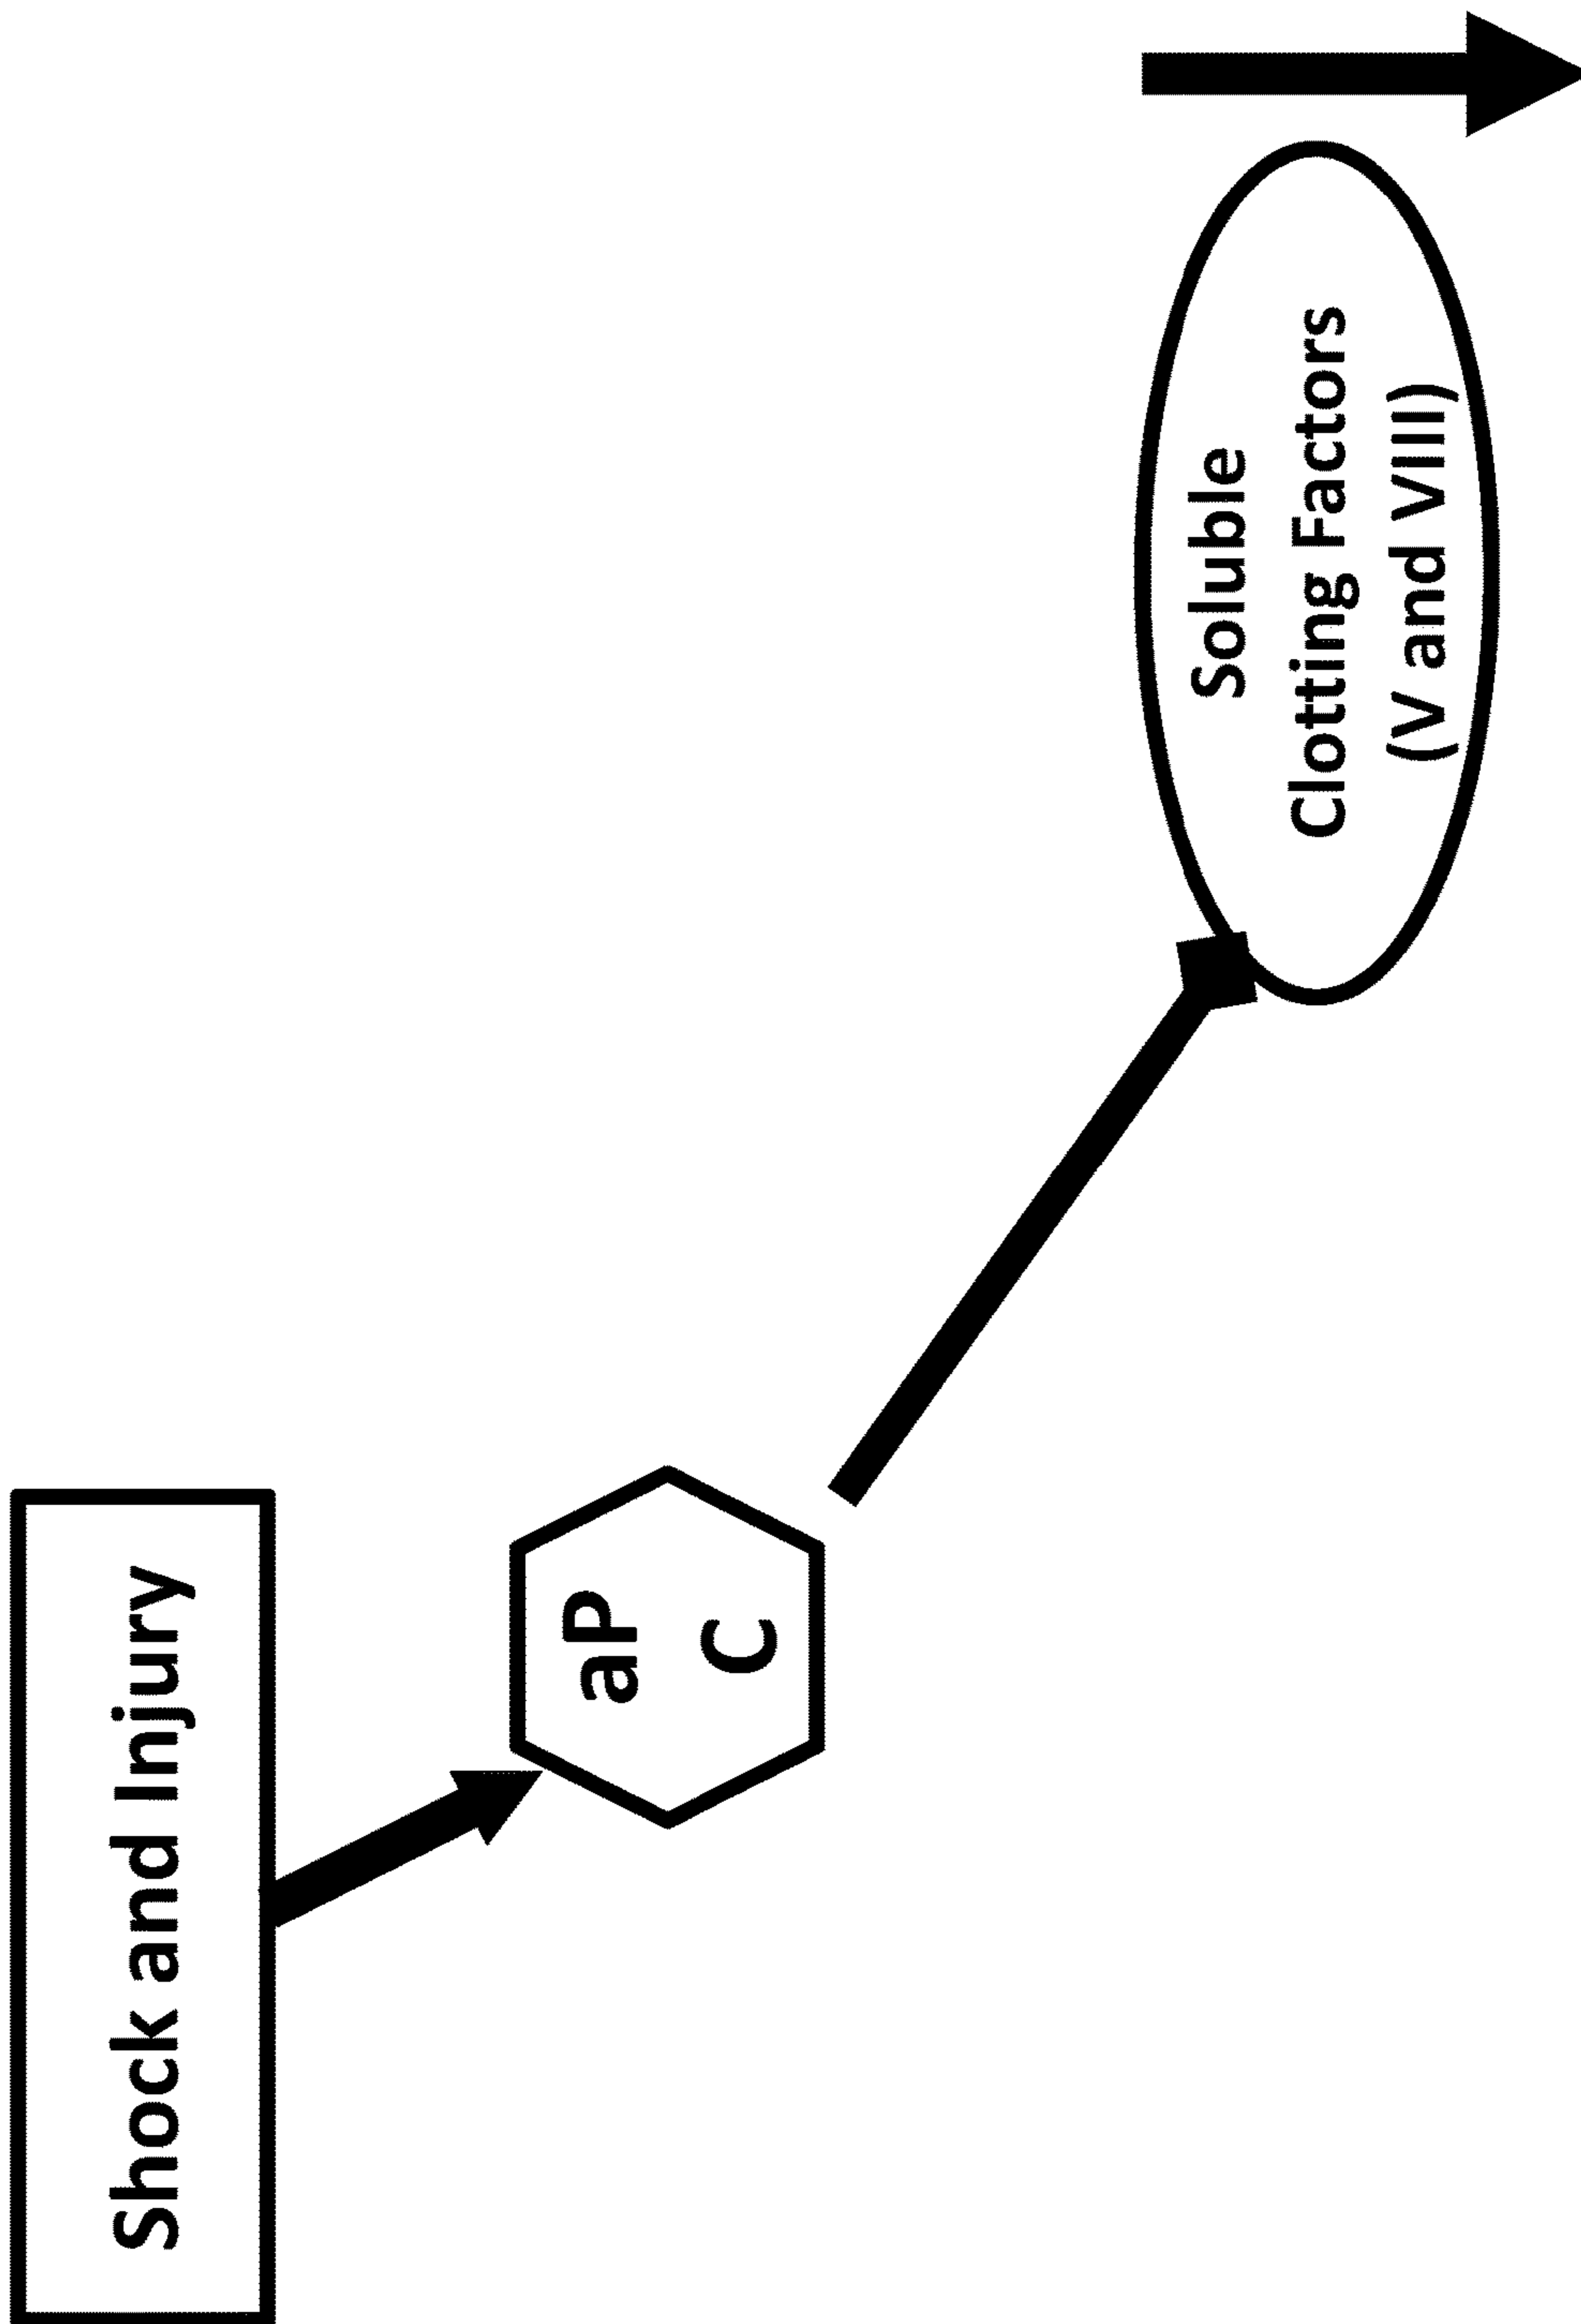 Shock and Injury
aP
C
Soluble
Clotting Factors
(V and VIII)